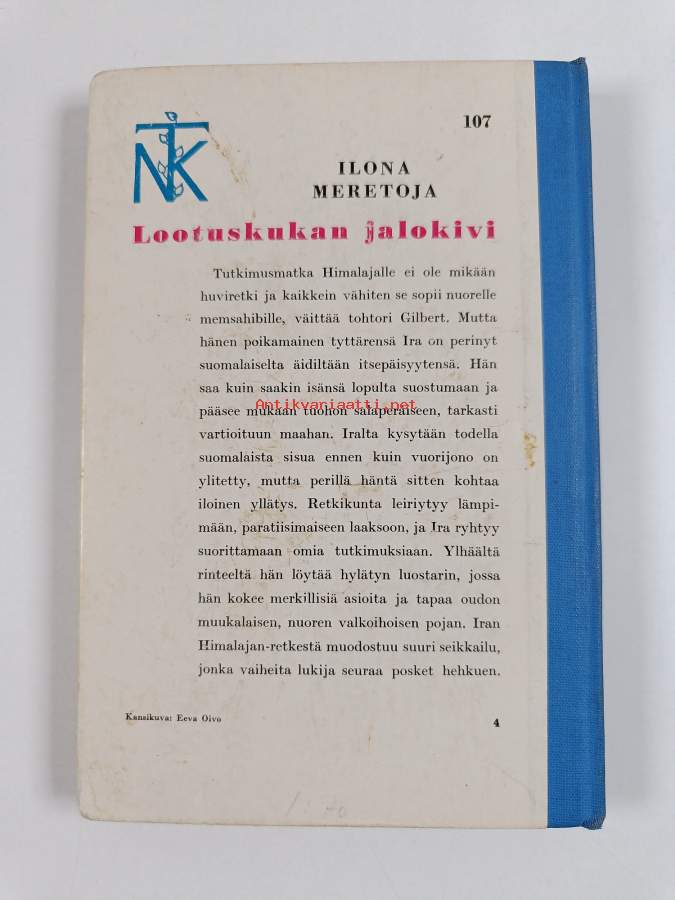 NTK
107
ILONA
MERETOJA
Lootuskukan jalokivi
Tutkimusmatka Himalajalle ei ole mikään
huviretki ja kaikkein vähiten se sopii nuorelle
memsahibille, väittää tohtori Gilbert. Mutta
hänen poikamainen tyttärensä Ira on perinyt
suomalaiselta äidiltään itsepäisyytensä. Hän
saa kuin saakin isänsä lopulta suostumaan ja
Antikvariaatti.net
pääsee mukaan tuohon salaperäiseen, tarkasti
vartioituun maahan. Iralta kysytään todella
suomalaista sisua ennen kuin vuorijono on
ylitetty, mutta perillä häntä sitten kohtaa
iloinen yllätys. Retkikunta leiriytyy lämpi-
mään, paratiisimaiseen laaksoon, ja Ira ryhtyy
suorittamaan omia tutkimuksiaan. Ylhäältä
rinteeltä hän löytää hylätyn luostarin, jossa
hän kokee merkillisiä asioita ja tapaa oudon
muukalaisen, nuoren valkoihoisen pojan. Iran
Himalajan-retkestä muodostuu suuri seikkailu,
jonka vaiheita lukija seuraa posket hehkuen.
Kansikuva: Eeva Oivo
4